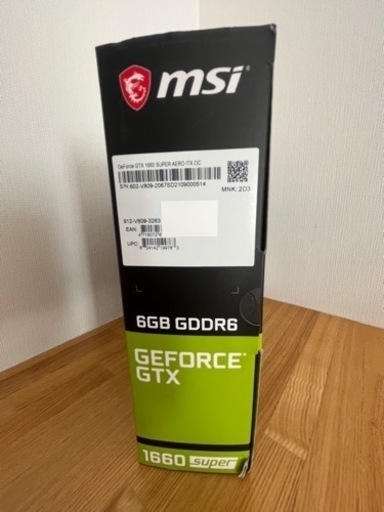 msi
GeForce GTX 1660 SUPER AERO ITX OC
S/N:602-V809-2067SD2109000514
MNK: 2D3
912-V809-3263
EAN:
UPC:
6GB GDDR6
GEFORCE
GTX
1660 super